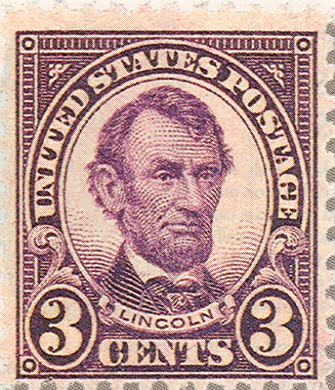 UNITED STATES POSTAGE
LINCOLN
3 CENTS 3